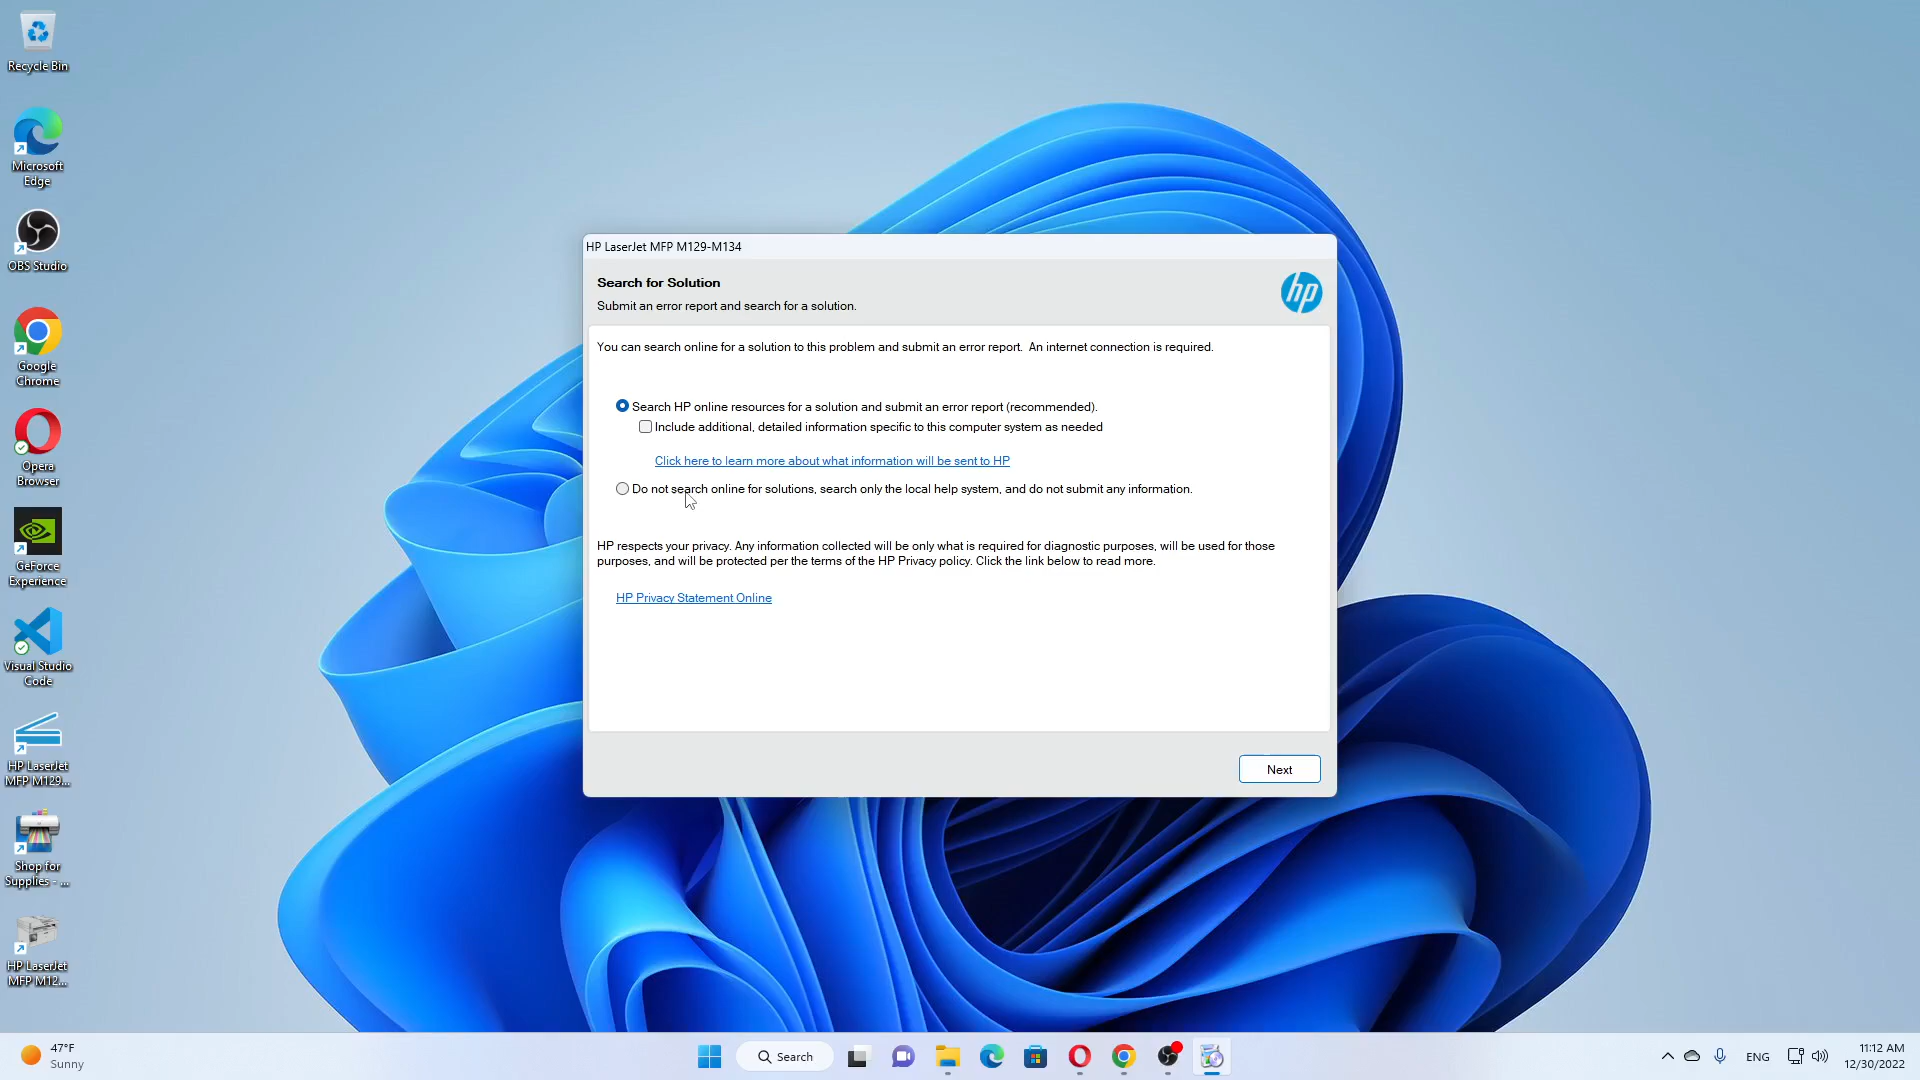 Recycle Bin
Microsoft
Edge
OBS Studio
Google
Chrome
Opera
Browser
GeForce
Experience
Visual Studio
Code
HP LaserJet
MFP M129...
Shop for
Supplies - ...
HP LaserJet
MFP M12...
HP LaserJet MFP M129-M134
Search for Solution
Submit an error report and search for a solution.
hp
You can search online for a solution to this problem and submit an error report. An internet connection is required.
Search HP online resources for a solution and submit an error report (recommended).
Include additional, detailed information specific to this computer system as needed
Click here to learn more about what information will be sent to HP
Do not search online for solutions, search only the local help system, and do not submit any information.
HP respects your privacy. Any information collected will be only what is required for diagnostic purposes, will be used for those
purposes, and will be protected per the terms of the HP Privacy policy. Click the link below to read more.
HP Privacy Statement Online
Next
47°F
Sunny
Search
ENG
11:12 AM
12/30/2022